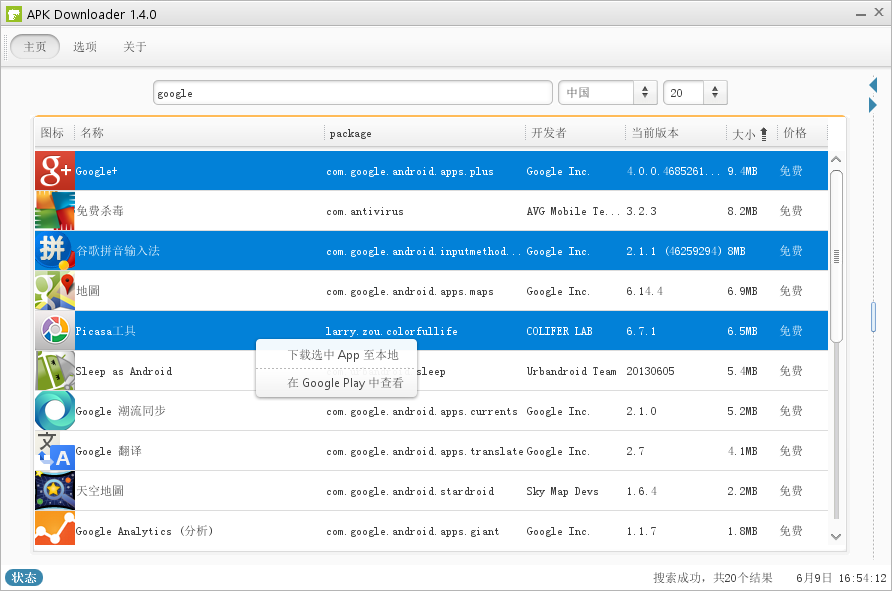 APK Downloader 1.4.0
主页 选项 关于
google 中国 20
图标 名称 package 开发者 当前版本 大小 价格
Google+ com.google.android.apps.plus Google Inc. 4.0.0.4685261... 9.4MB 免费
免费杀毒 com.antivirus AVG Mobile Te... 3.2.3 8.2MB 免费
谷歌拼音输入法 com.google.android.inputmethod... Google Inc. 2.1.1 (46259294) 8MB 免费
地圖 com.google.android.apps.maps Google Inc. 6.14.4 6.9MB 免费
Picasa工具 larry.zou.colorfullife COLIFER LAB 6.7.1 6.5MB 免费
下载选中 App 至本地
Sleep as Android sleep Urbandroid Team 20130605 5.4MB 免费
在 Google Play 中查看
Google 潮流同步 com.google.android.apps.currents Google Inc. 2.1.0 5.2MB 免费
Google 翻译 com.google.android.apps.translate Google Inc. 2.7 4.1MB 免费
天空地圖 com.google.android.stardroid Sky Map Devs 1.6.4 2.2MB 免费
Google Analytics (分析) com.google.android.apps.giant Google Inc. 1.1.7 1.8MB 免费
状态 搜索成功，共20个结果 6月9日 16:54:12